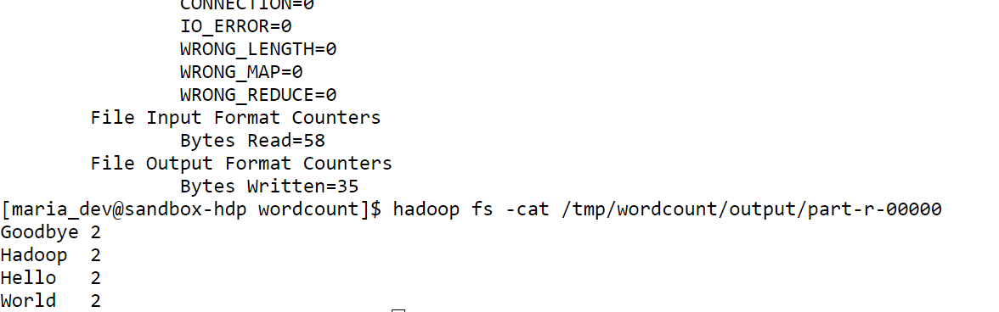 CONNECTION=0
IO_ERROR=0
WRONG_LENGTH=0
WRONG_MAP=0
WRONG_REDUCE=0
File Input Format Counters
Bytes Read=58
File Output Format Counters
Bytes Written=35
[maria_dev@sandbox-hdp wordcount]$ hadoop fs -cat /tmp/wordcount/output/part-r-00000
Goodbye 2
Hadoop 2
Hello 2
World 2